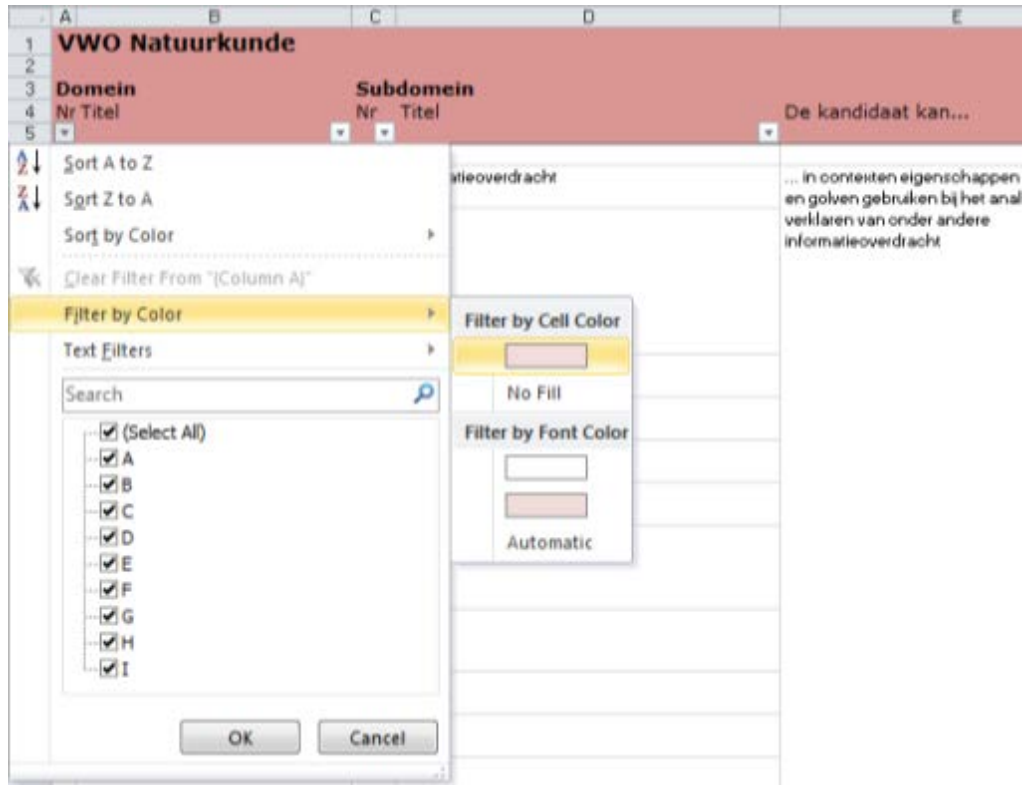 A B C D E
1 VWO Natuurkunde
2
3 Domein Subdomein
4 Nr Titel Nr Titel De kandidaat kan...
5
Sort A to Z
Sort Z to A
Sort by Color
Clear Filter From "(Column A)"
Filter by Color
Text Filters
Search
(Select All)
A
B
C
D
E
F
G
H
I
OK Cancel
Filter by Cell Color
No Fill
Filter by Font Color
Automatic
atieoverdracht
... in contexten eigenschappen
en golven gebruiken bij het anal
verklaren van onder andere
informatieoverdracht